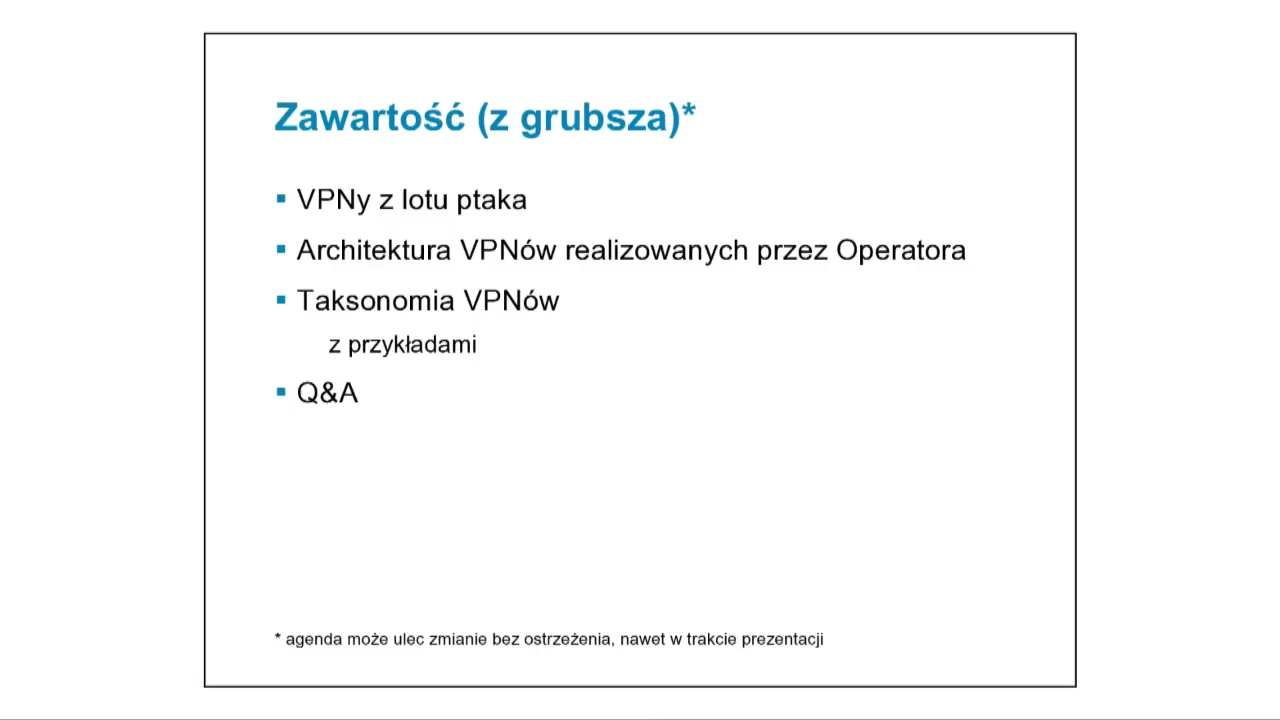 Zawartość (z grubsza)*
▪ VPNy z lotu ptaka
▪ Architektura VPNów realizowanych przez Operatora
▪ Taksonomia VPNów
z przykładami
▪ Q&A
* agenda może ulec zmianie bez ostrzeżenia, nawet w trakcie prezentacji